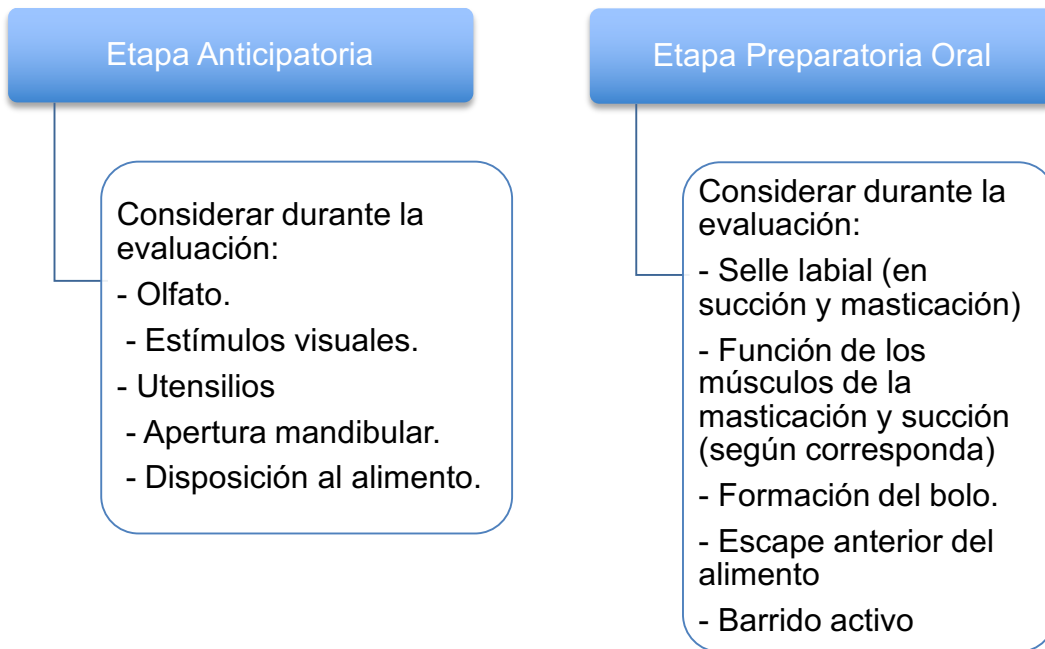 Etapa Anticipatoria
Considerar durante la
evaluación:
- Olfato.
- Estímulos visuales.
- Utensilios
- Apertura mandibular.
- Disposición al alimento.
Etapa Preparatoria Oral
Considerar durante la
evaluación:
- Selle labial (en
succión y masticación)
- Función de los
músculos de la
masticación y succión
(según corresponda)
- Formación del bolo.
- Escape anterior del
alimento
- Barrido activo